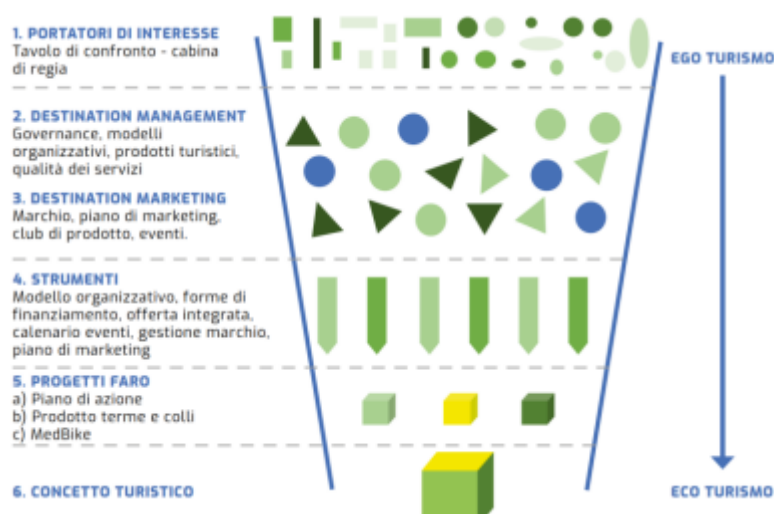 1. PORTATORI DI INTERESSE
Tavolo di confronto - cabina
di regia
EGO TURISMO
2. DESTINATION MANAGEMENT
Governance, modelli
organizzativi, prodotti turistici,
qualità dei servizi
3. DESTINATION MARKETING
Marchio, piano di marketing,
club di prodotto, eventi.
4. STRUMENTI
Modello organizzativo, forme di
finanziamento, offerta integrata,
calenario eventi, gestione marchio,
piano di marketing
5. PROGETTI FARO
a) Piano di azione
b) Prodotto terme e colli
c) MedBike
6. CONCETTO TURISTICO
ECO TURISMO